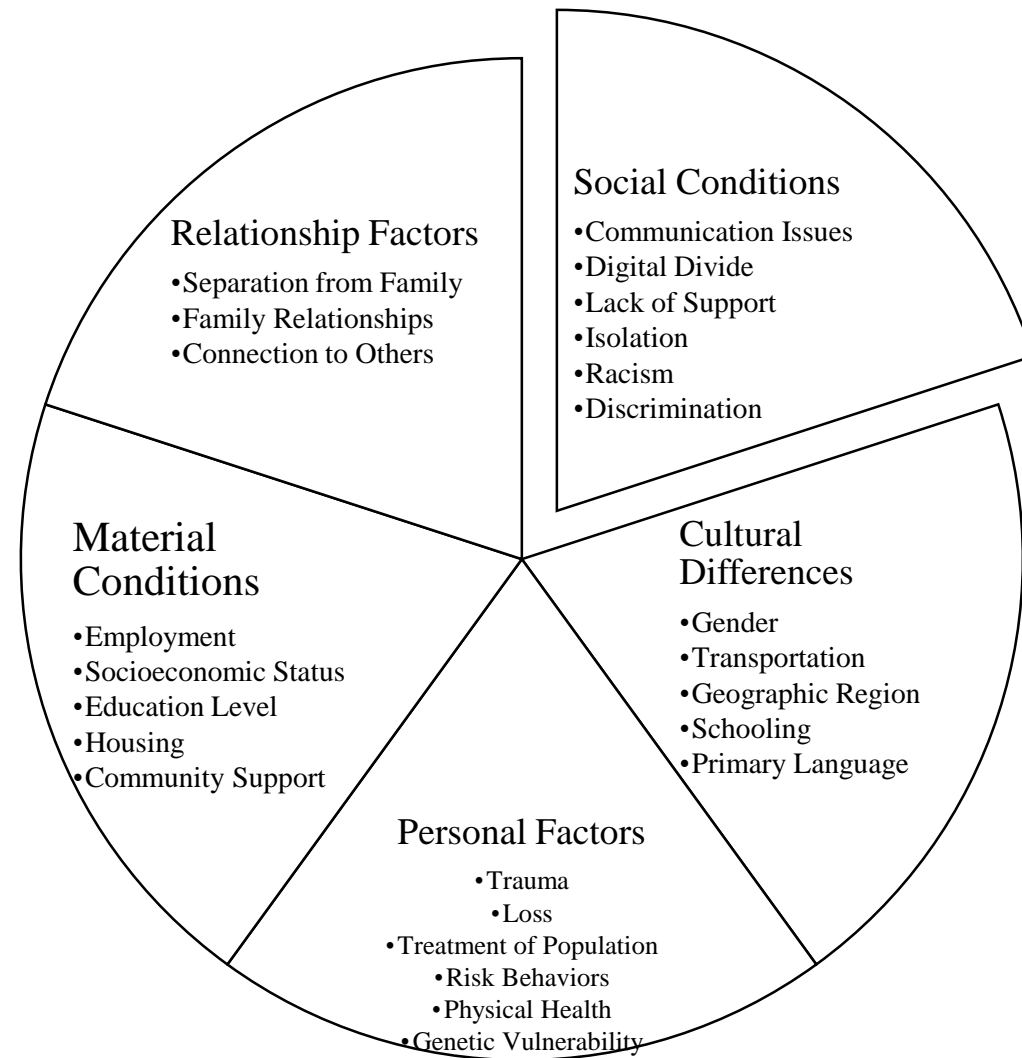 Social Conditions
•Communication Issues
•Digital Divide
•Lack of Support
•Isolation
•Racism
•Discrimination
Cultural
Differences
•Gender
•Transportation
•Geographic Region
•Schooling
•Primary Language
Personal Factors
•Trauma
•Loss
•Treatment of Population
•Risk Behaviors
•Physical Health
•Genetic Vulnerability
Material
Conditions
•Employment
•Socioeconomic Status
•Education Level
•Housing
•Community Support
Relationship Factors
•Separation from Family
•Family Relationships
•Connection to Others